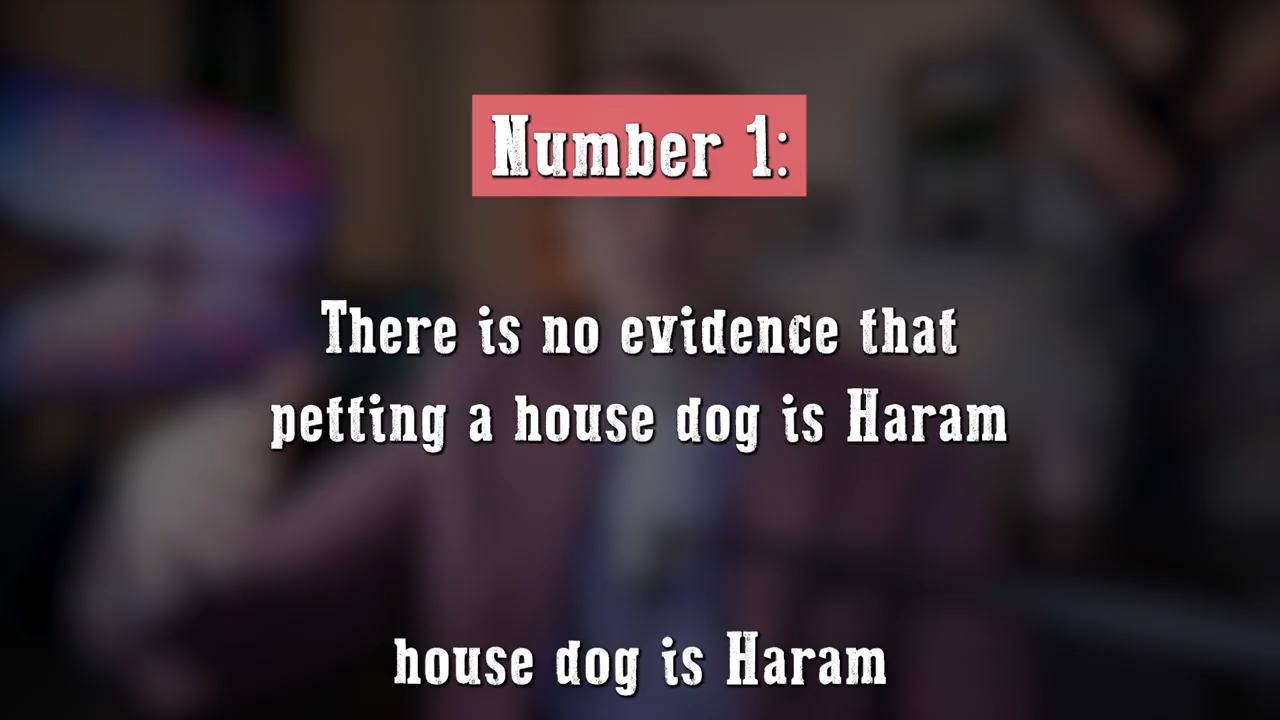 Number 1:
There is no evidence that
petting a house dog is Haram
house dog is Haram